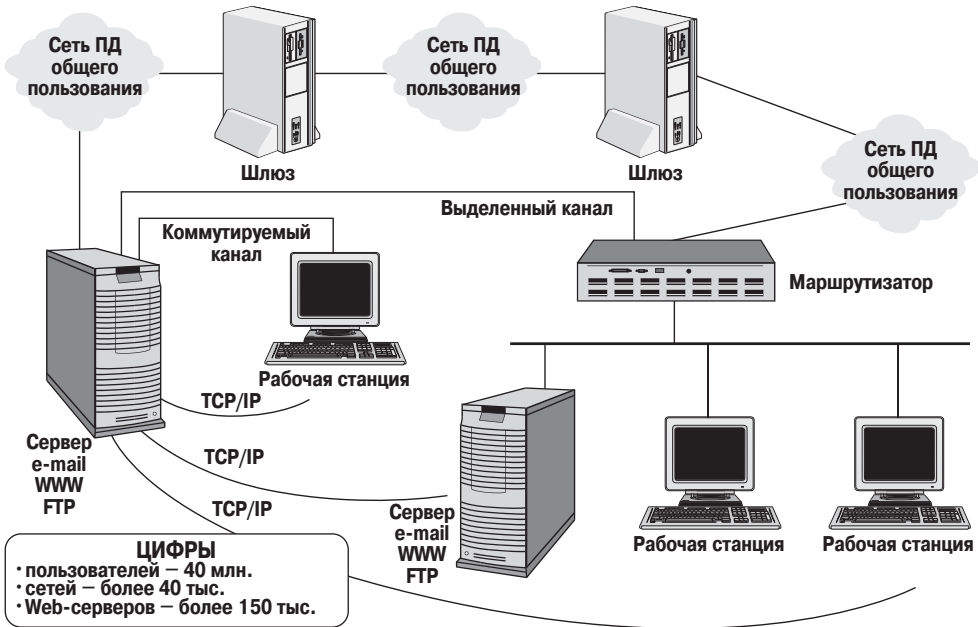 Сеть ПД
общего
пользования
Сеть ПД
общего
пользования
Шлюз
Шлюз
Сеть ПД
общего
пользования
Выделенный канал
Коммутируемый
канал
Маршрутизатор
Рабочая станция
TCP/IP
Сервер
e-mail
WWW
FTP
TCP/IP
TCP/IP
Сервер
e-mail
WWW
FTP
Рабочая станция
Рабочая станция
ЦИФРЫ
· пользователей – 40 млн.
· сетей – более 40 тыс.
· Web-серверов – более 150 тыс.